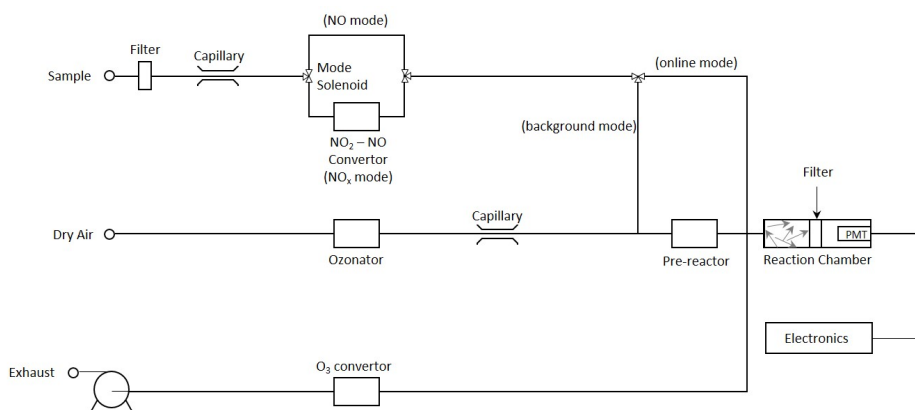 (NO mode)
Filter
Capillary
Sample
Mode
Solenoid
(online mode)
(background mode)
NO₂ – NO
Convertor
(NOₓ mode)
Filter
Capillary
Dry Air
PMT
Ozonator
Pre-reactor
Reaction Chamber
Electronics
O₃ convertor
Exhaust